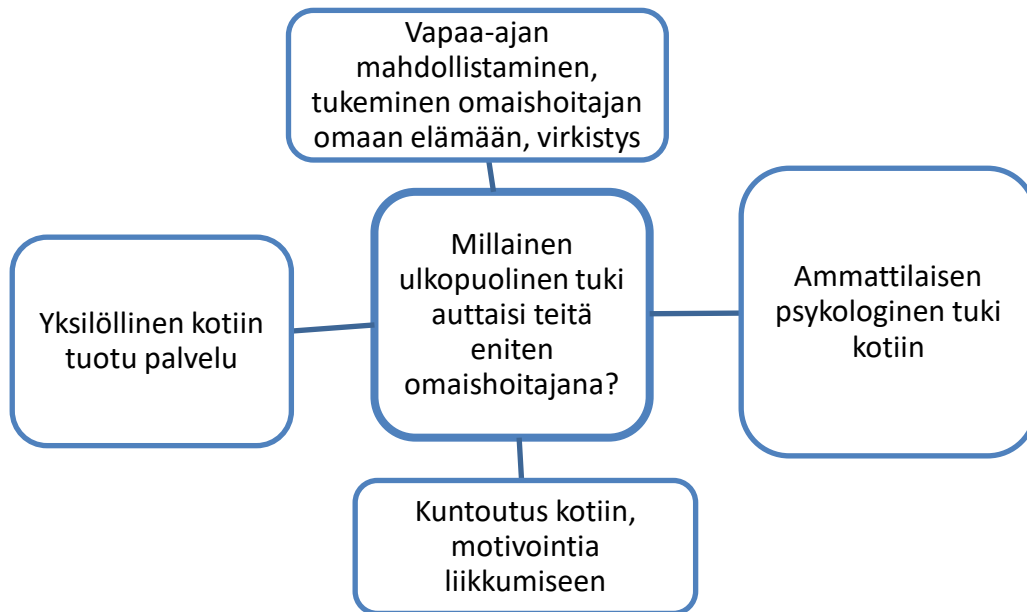 Vapaa-ajan
mahdollistaminen,
tukeminen omaishoitajan
omaan elämään, virkistys
Millainen
ulkopuolinen tuki
auttaisi teitä
eniten
omaishoitajana?
Yksilöllinen kotiin
tuotu palvelu
Ammattilaisen
psykologinen tuki
kotiin
Kuntoutus kotiin,
motivointia
liikkumiseen